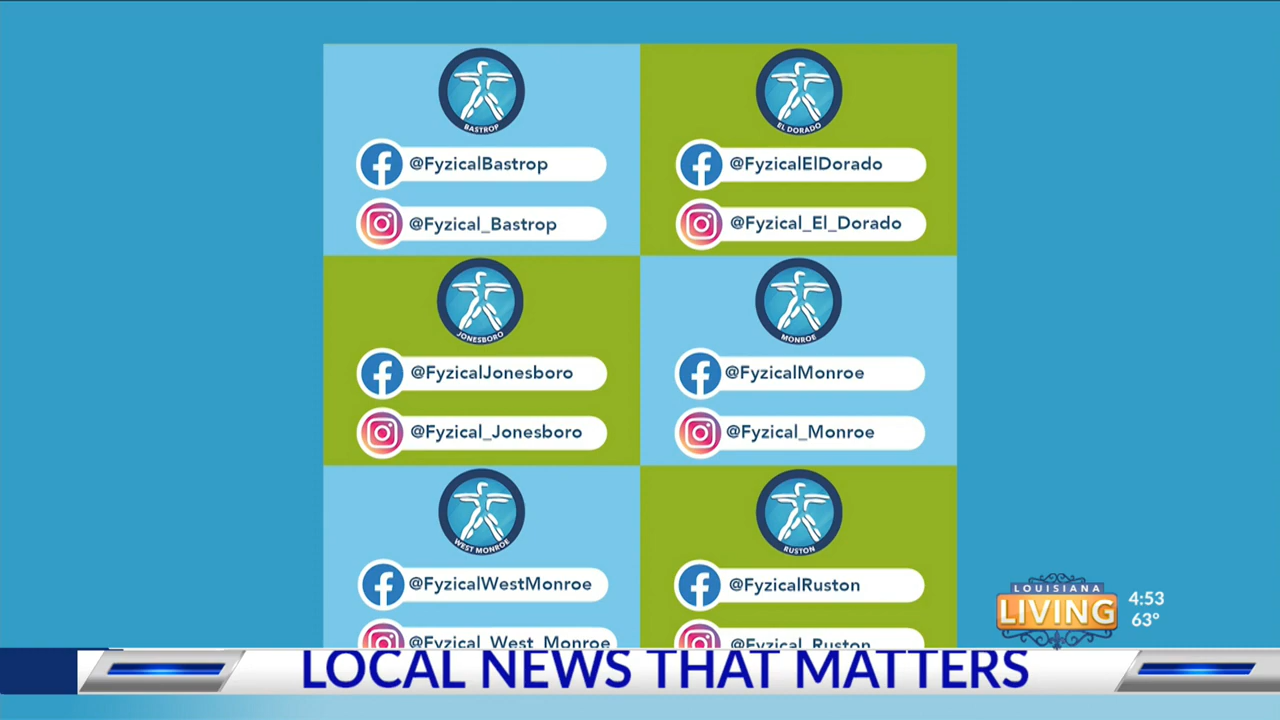 BASTROP
@FyzicalBastrop
@Fyzical_Bastrop
EL DORADO
@FyzicalElDorado
@Fyzical_El_Dorado
JONESBORO
@FyzicalJonesboro
@Fyzical_Jonesboro
MONROE
@FyzicalMonroe
@Fyzical_Monroe
WEST MONROE
@FyzicalWestMonroe
@Fyzical_West_Monroe
RUSTON
@FyzicalRuston
@Fyzical_Ruston
LOUISIANA
LIVING
4:53
63°
LOCAL NEWS THAT MATTERS